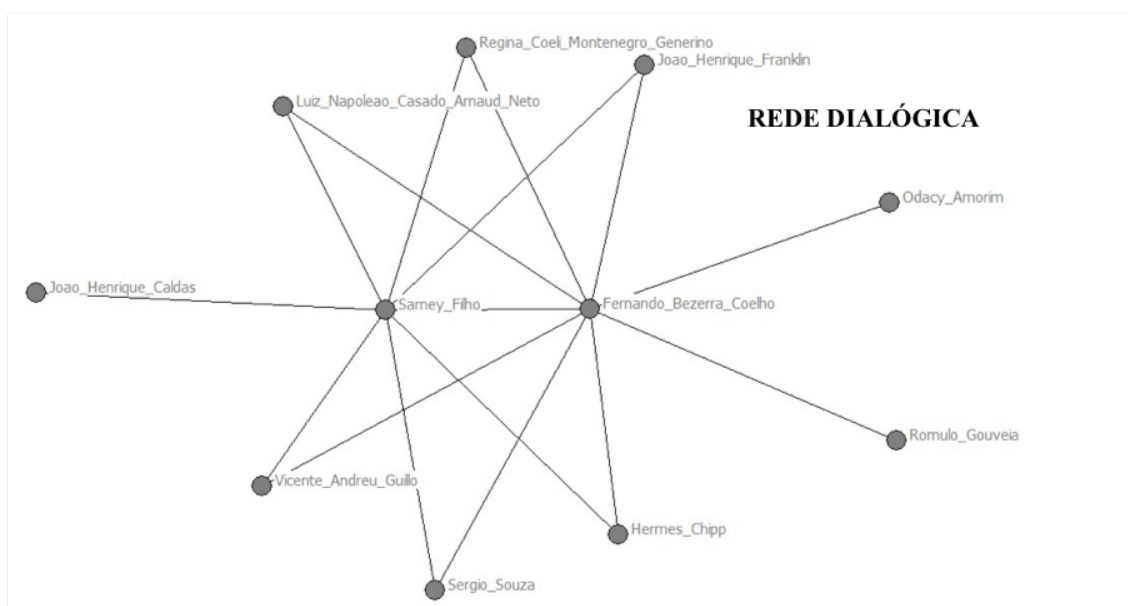 Regina_Coeli_Montenegro_Generino
Joao_Henrique_Franklin
Luiz_Napoleao_Casado_Arnaud_Neto
REDE DIALÓGICA
Odacy_Amorim
Joao_Henrique_Caldas
Sarney_Filho
Fernando_Bezerra_Coelho
Romulo_Gouveia
Vicente_Andreu_Guillo
Hermes_Chipp
Sergio_Souza